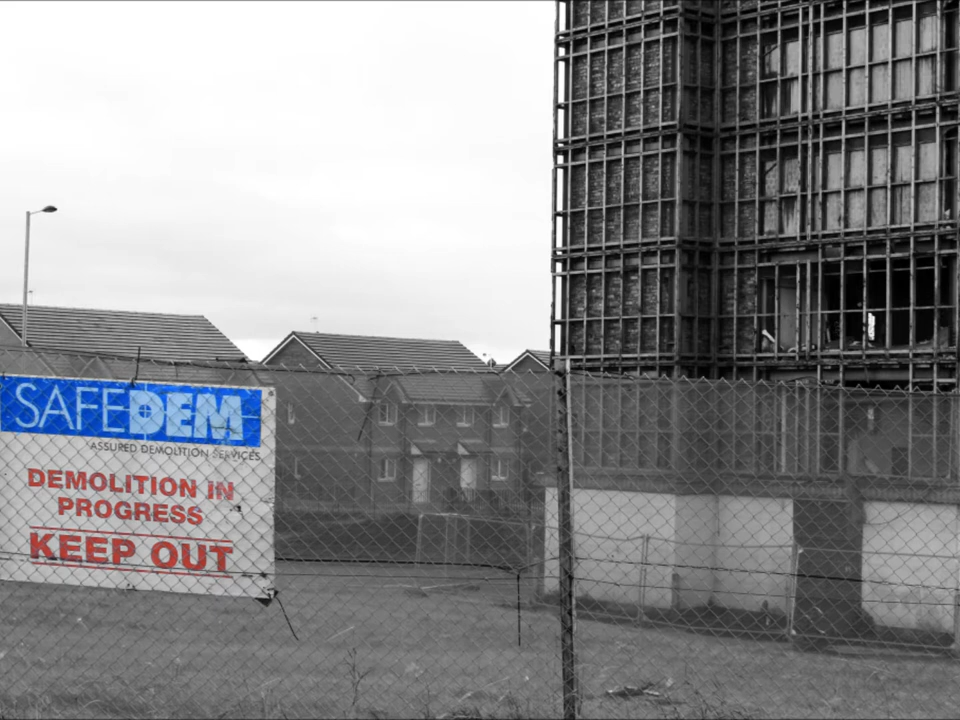 SAFEDEM
ASSURED DEMOLITION SERVICES
DEMOLITION IN
PROGRESS
KEEP OUT